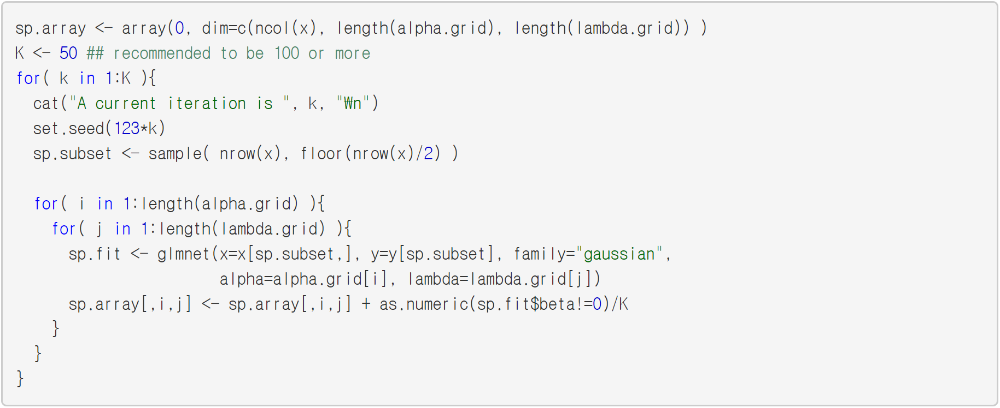 sp.array <- array(0, dim=c(ncol(x), length(alpha.grid), length(lambda.grid)) )
K <- 50 ## recommended to be 100 or more
for( k in 1:K ){
  cat("A current iteration is ", k, "₩n")
  set.seed(123*k)
  sp.subset <- sample( nrow(x), floor(nrow(x)/2) )

  for( i in 1:length(alpha.grid) ){
    for( j in 1:length(lambda.grid) ){
      sp.fit <- glmnet(x=x[sp.subset,], y=y[sp.subset], family="gaussian",
                       alpha=alpha.grid[i], lambda=lambda.grid[j])
      sp.array[,i,j] <- sp.array[,i,j] + as.numeric(sp.fit$beta!=0)/K
    }
  }
}